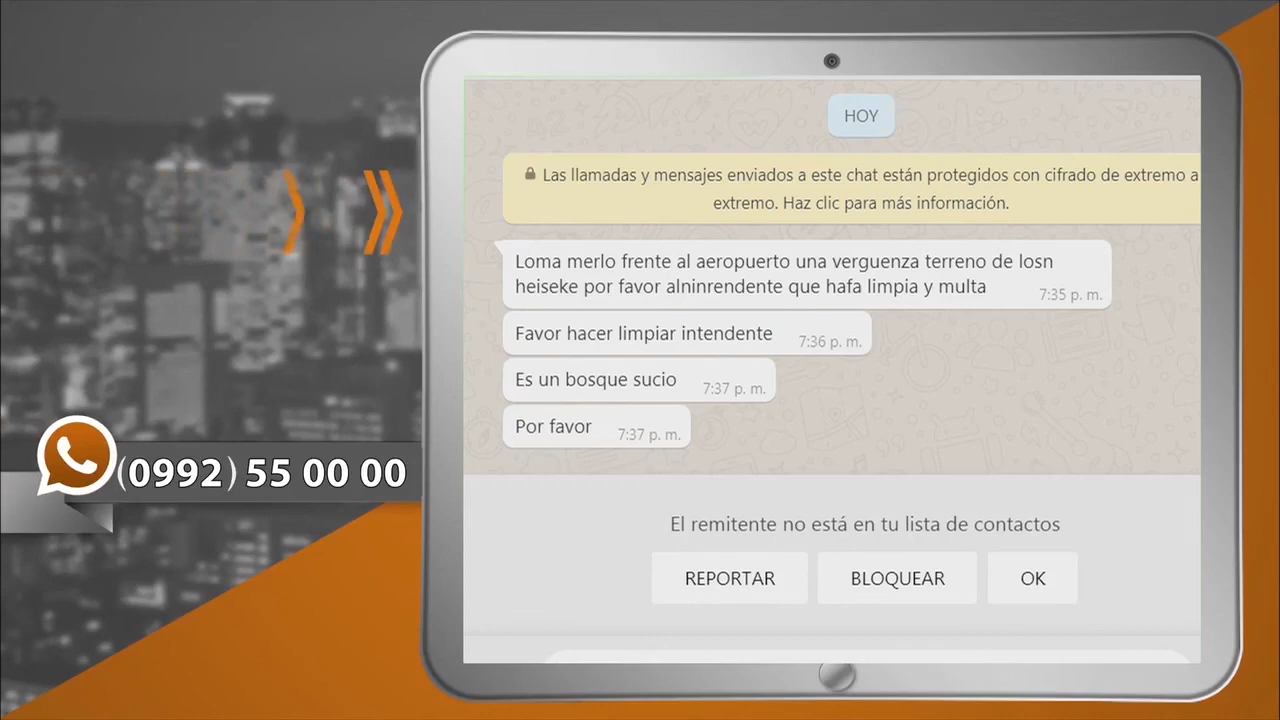 HOY
Las llamadas y mensajes enviados a este chat están protegidos con cifrado de extremo a
extremo. Haz clic para más información.
Loma merlo frente al aeropuerto una verguenza terreno de losn
heiseke por favor alninrendente que hafa limpia y multa
7:35 p. m.
Favor hacer limpiar intendente
7:36 p. m.
Es un bosque sucio
7:37 p. m.
Por favor
7:37 p. m.
(0992) 55 00 00
El remitente no está en tu lista de contactos
REPORTAR BLOQUEAR OK